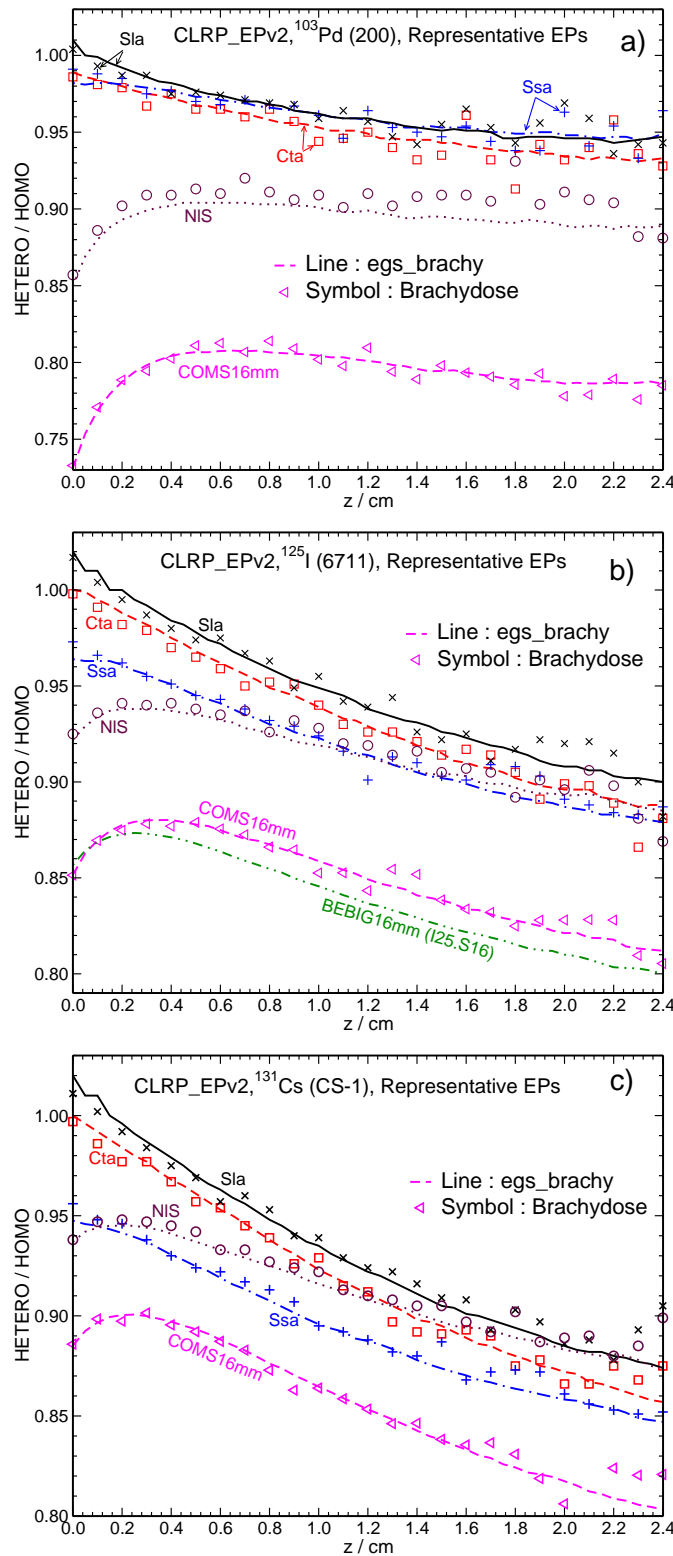 CLRP_EPv2,¹⁰³Pd (200), Representative EPs
a)
Sla
Ssa
Cta
NIS
Line : egs_brachy
Symbol : Brachydose
COMS16mm
HETERO / HOMO
1.00
0.95
0.90
0.85
0.80
0.75
0.0 0.2 0.4 0.6 0.8 1.0 1.2 1.4 1.6 1.8 2.0 2.2 2.4
z / cm
CLRP_EPv2,¹²⁵I (6711), Representative EPs
b)
Sla
Cta
Line : egs_brachy
Symbol : Brachydose
Ssa
NIS
COMS16mm
BEBIG16mm (I25.S16)
HETERO / HOMO
1.00
0.95
0.90
0.85
0.80
0.0 0.2 0.4 0.6 0.8 1.0 1.2 1.4 1.6 1.8 2.0 2.2 2.4
z / cm
CLRP_EPv2,¹³¹Cs (CS-1), Representative EPs
c)
Cta
Sla
Line : egs_brachy
Symbol : Brachydose
NIS
Ssa
COMS16mm
HETERO / HOMO
1.00
0.95
0.90
0.85
0.80
0.0 0.2 0.4 0.6 0.8 1.0 1.2 1.4 1.6 1.8 2.0 2.2 2.4
z / cm